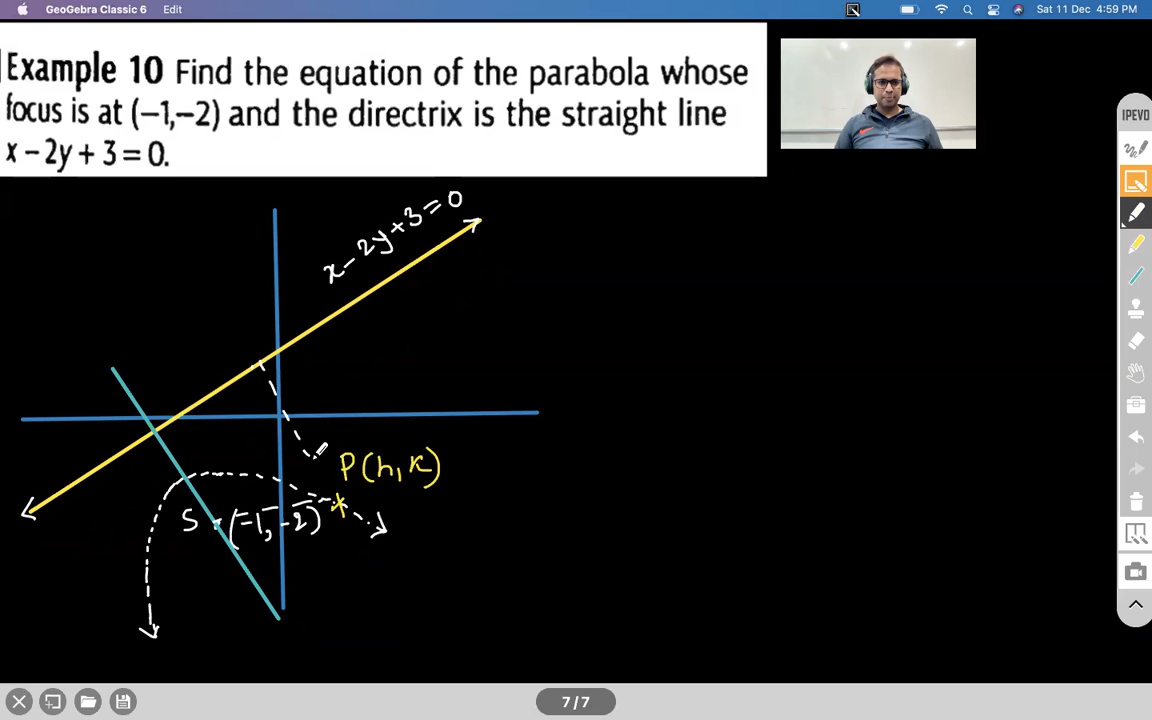 GeoGebra Classic 6 Edit Sat 11 Dec 4:59 PM
Example 10 Find the equation of the parabola whose
focus is at (−1,−2) and the directrix is the straight line
x − 2y + 3 = 0.
IPEVO
x − 2y + 3 = 0
P(h, k)
S (−1, −2)
7 / 7